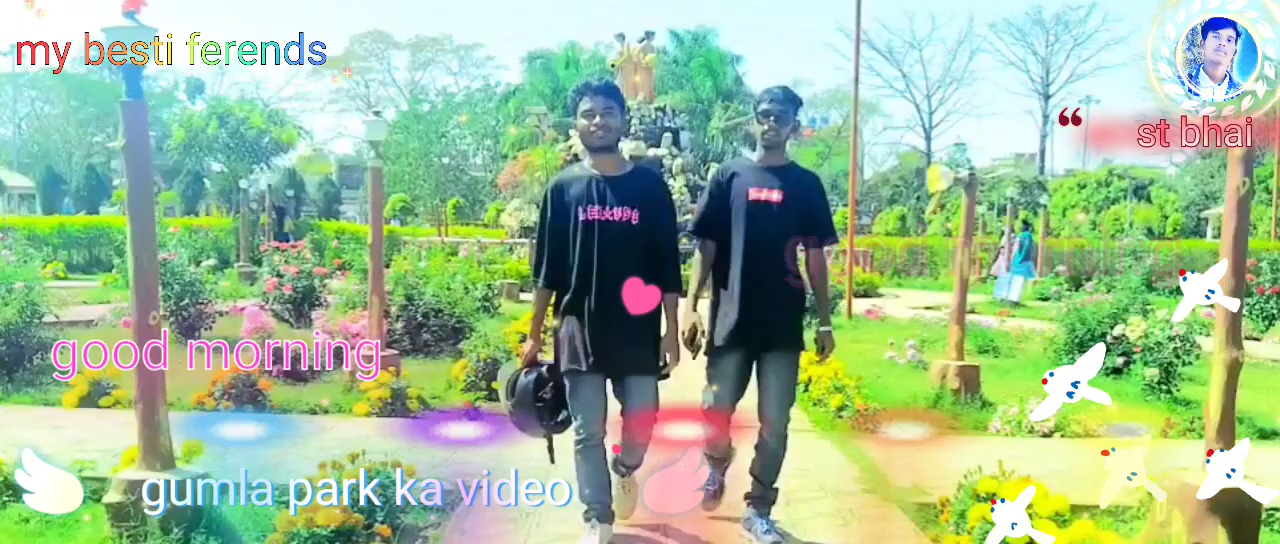 my besti ferends
“
st bhai
good morning
gumla park ka video